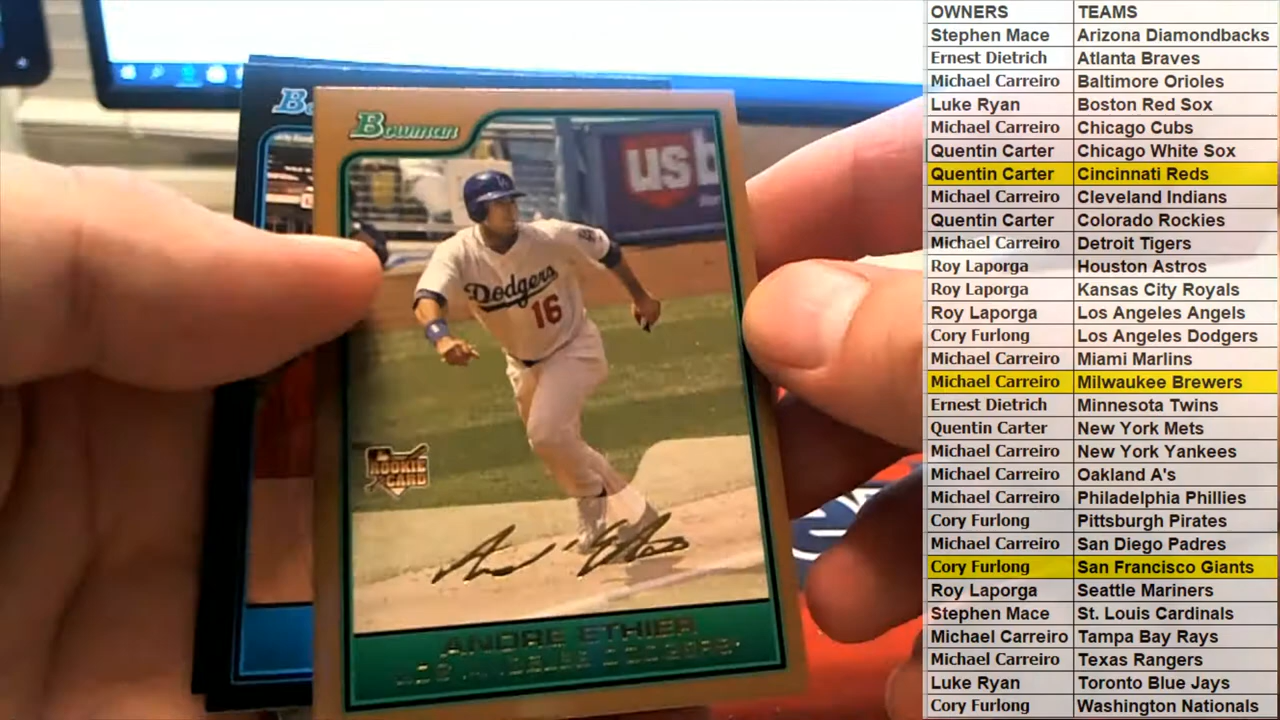 Bowman
usb
Dodgers
16
ROOKIE
CARD
ANDRE ETHIER
LOS ANGELES DODGERS
OWNERS TEAMS
Stephen Mace Arizona Diamondbacks
Ernest Dietrich Atlanta Braves
Michael Carreiro Baltimore Orioles
Luke Ryan Boston Red Sox
Michael Carreiro Chicago Cubs
Quentin Carter Chicago White Sox
Quentin Carter Cincinnati Reds
Michael Carreiro Cleveland Indians
Quentin Carter Colorado Rockies
Michael Carreiro Detroit Tigers
Roy Laporga Houston Astros
Roy Laporga Kansas City Royals
Roy Laporga Los Angeles Angels
Cory Furlong Los Angeles Dodgers
Michael Carreiro Miami Marlins
Michael Carreiro Milwaukee Brewers
Ernest Dietrich Minnesota Twins
Quentin Carter New York Mets
Michael Carreiro New York Yankees
Michael Carreiro Oakland A's
Michael Carreiro Philadelphia Phillies
Cory Furlong Pittsburgh Pirates
Michael Carreiro San Diego Padres
Cory Furlong San Francisco Giants
Roy Laporga Seattle Mariners
Stephen Mace St. Louis Cardinals
Michael Carreiro Tampa Bay Rays
Michael Carreiro Texas Rangers
Luke Ryan Toronto Blue Jays
Cory Furlong Washington Nationals